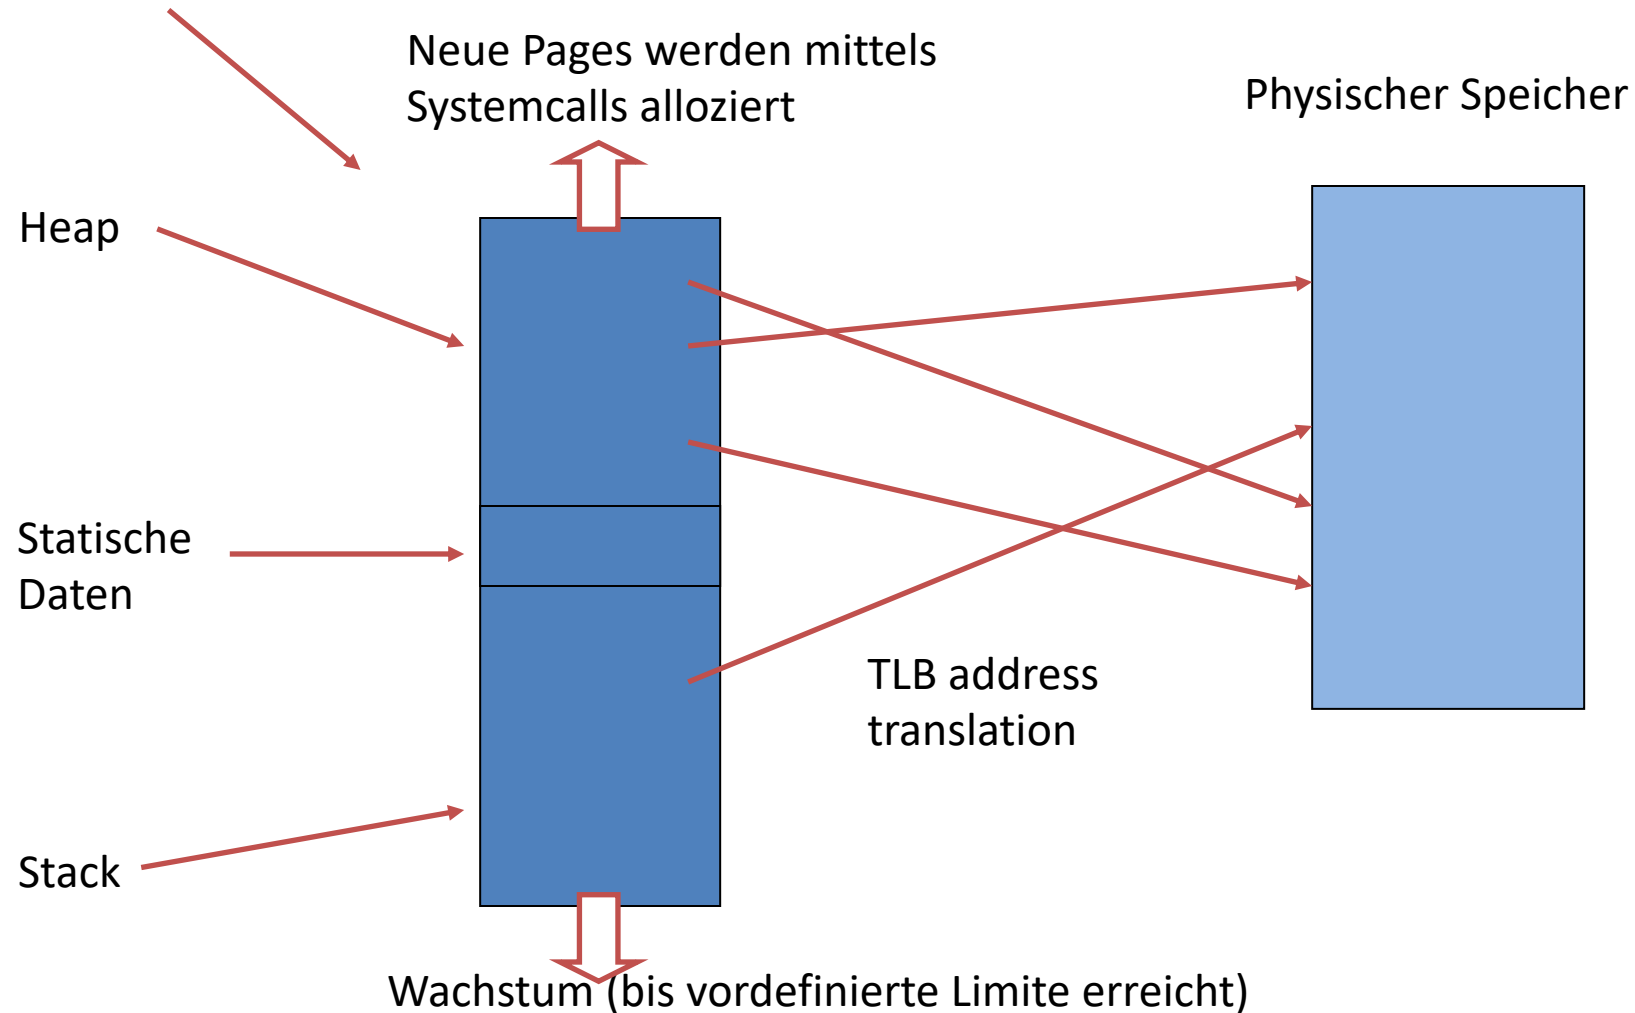 Neue Pages werden mittels
Systemcalls alloziert
Physischer Speicher
Heap
Statische
Daten
TLB address
translation
Stack
Wachstum (bis vordefinierte Limite erreicht)